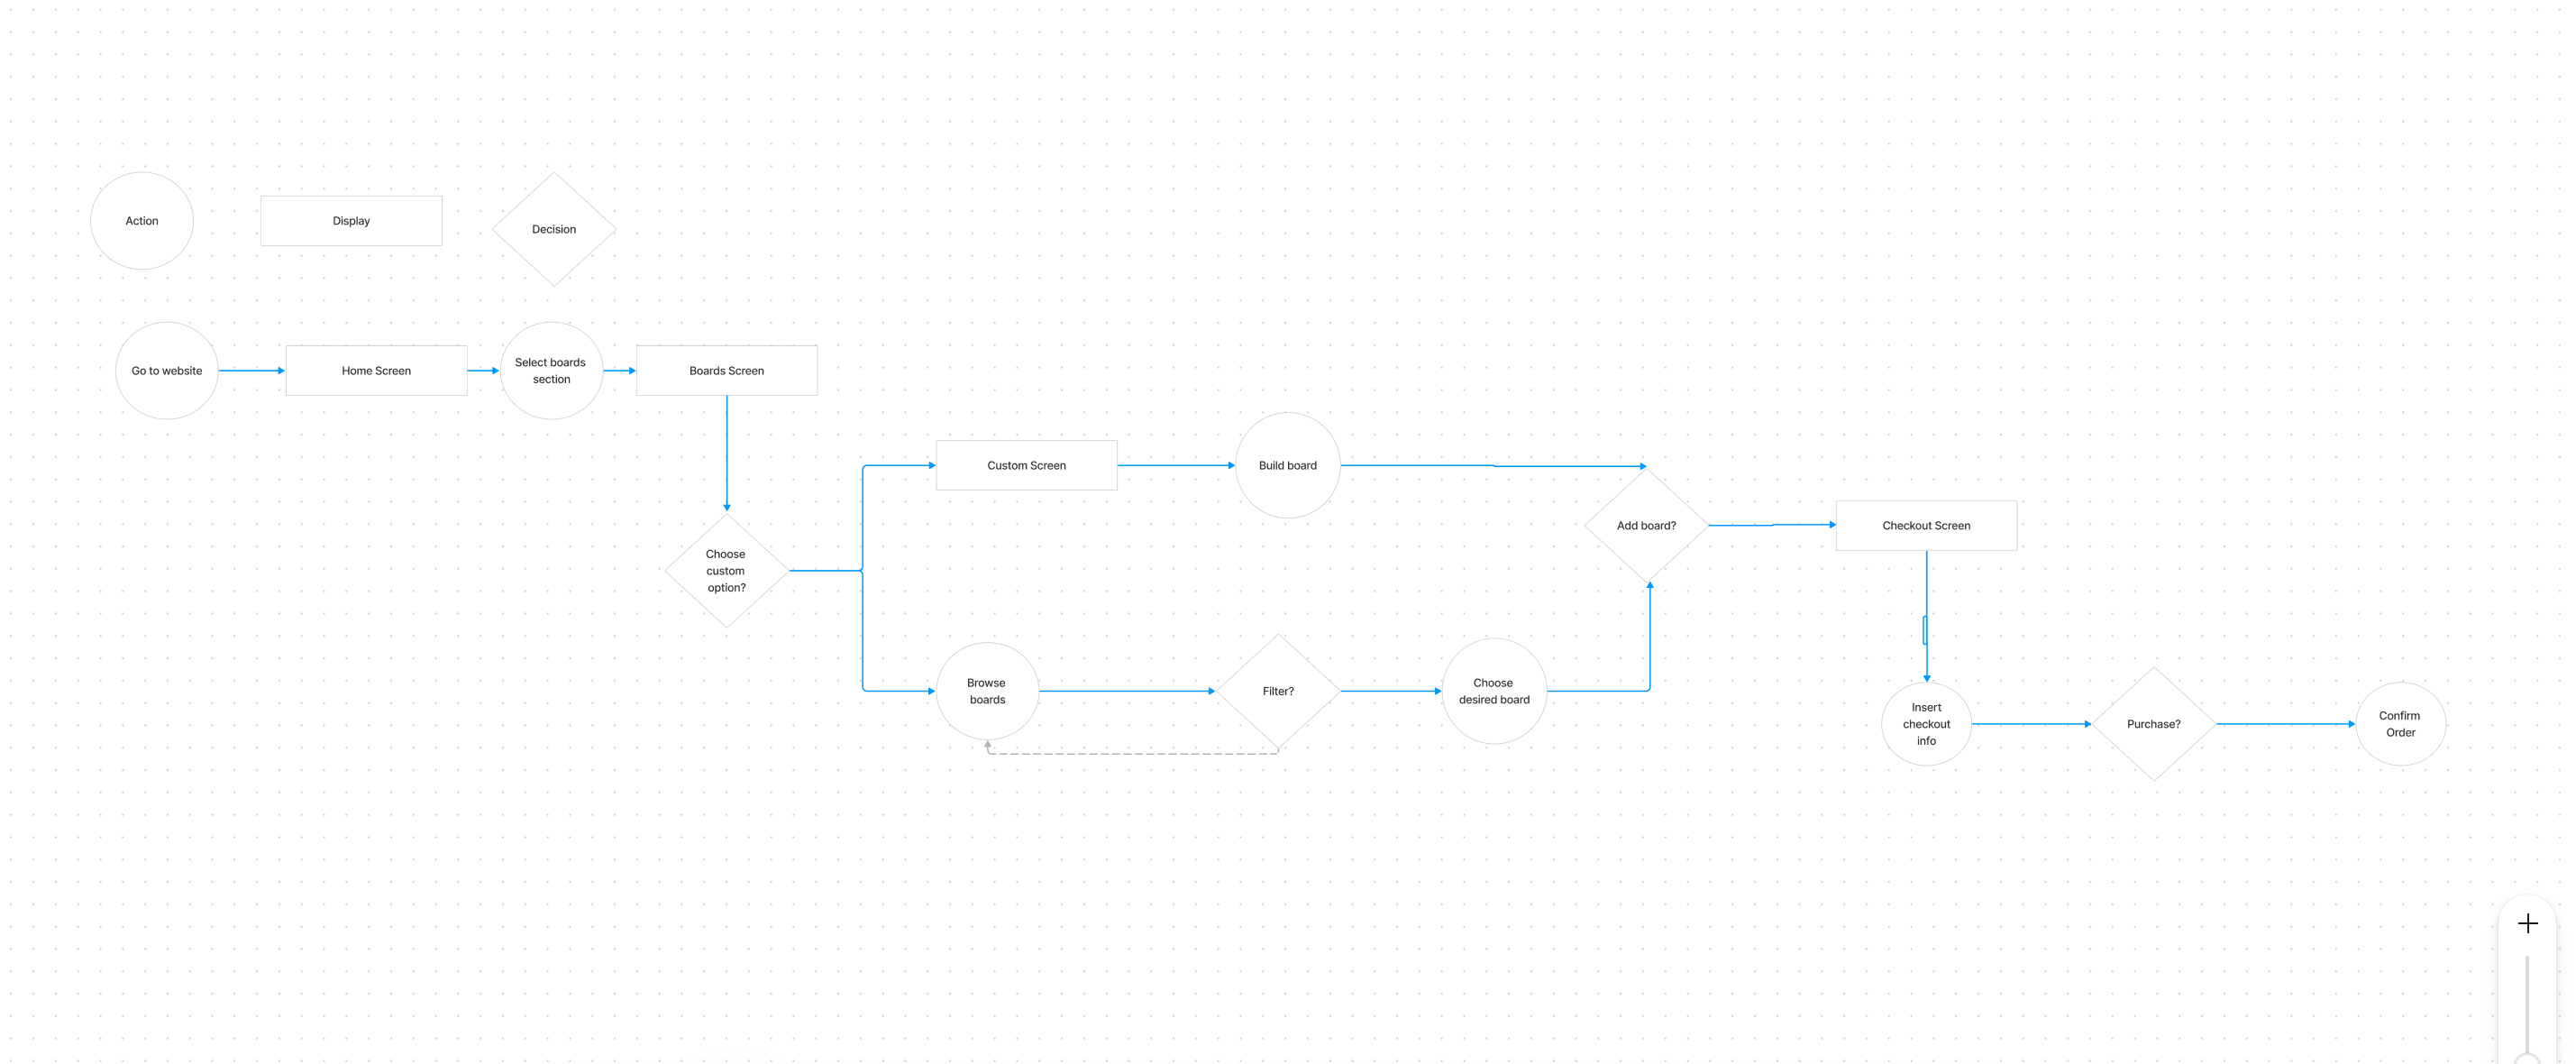 Action
Display
Decision
Go to website
Home Screen
Select boards
section
Boards Screen
Choose
custom
option?
Custom Screen
Build board
Browse
boards
Filter?
Choose
desired board
Add board?
Checkout Screen
Insert
checkout
info
Purchase?
Confirm
Order